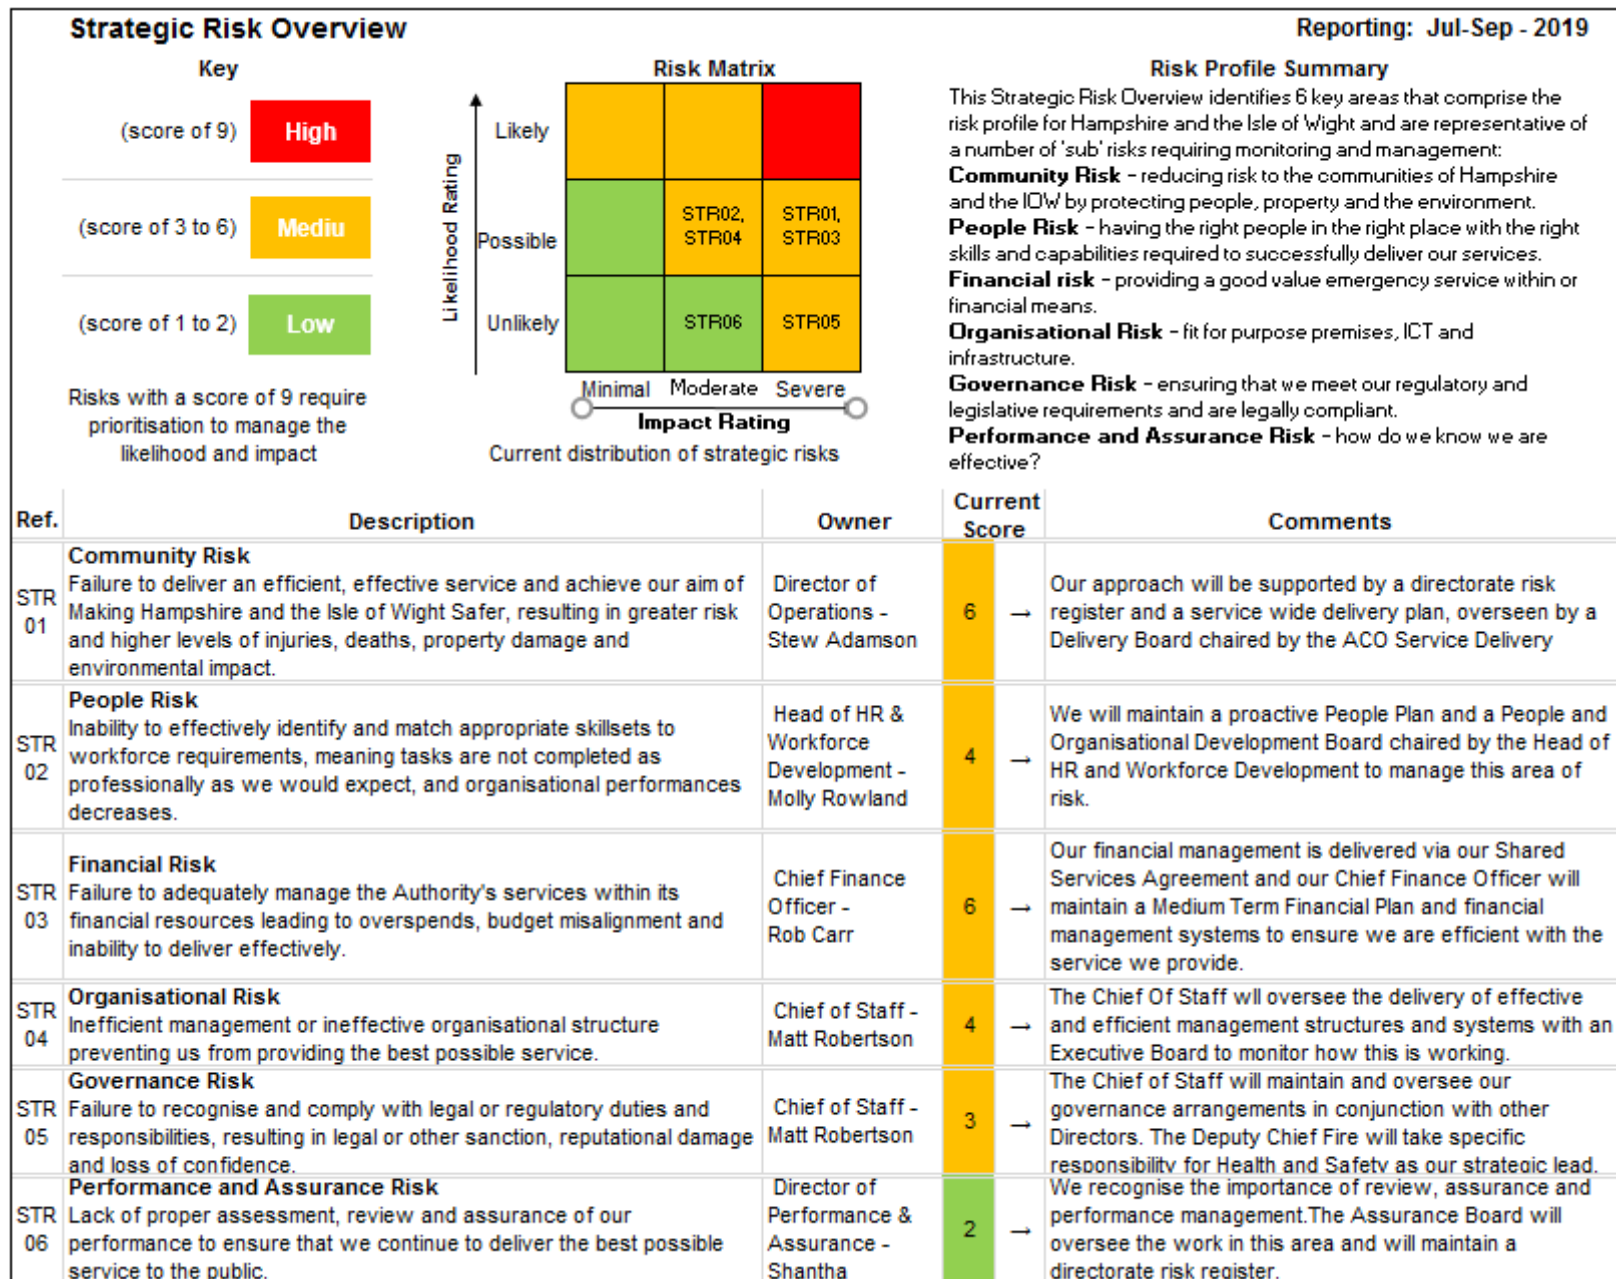 Strategic Risk Overview
Reporting: Jul-Sep - 2019
Key
(score of 9) High
(score of 3 to 6) Mediu
(score of 1 to 2) Low
Risks with a score of 9 require
prioritisation to manage the
likelihood and impact
Risk Matrix
Likelihood Rating
Likely
Possible
STR02,
STR04
STR01,
STR03
Unlikely
STR06
STR05
Minimal Moderate Severe
Impact Rating
Current distribution of strategic risks
Risk Profile Summary
This Strategic Risk Overview identifies 6 key areas that comprise the
risk profile for Hampshire and the Isle of Wight and are representative of
a number of 'sub' risks requiring monitoring and management:
Community Risk - reducing risk to the communities of Hampshire
and the IOW by protecting people, property and the environment.
People Risk - having the right people in the right place with the right
skills and capabilities required to successfully deliver our services.
Financial risk - providing a good value emergency service within or
financial means.
Organisational Risk - fit for purpose premises, ICT and
infrastructure.
Governance Risk - ensuring that we meet our regulatory and
legislative requirements and are legally compliant.
Performance and Assurance Risk - how do we know we are
effective?
Ref.
Description
Owner
Current
Score
Comments
STR
01
Community Risk
Failure to deliver an efficient, effective service and achieve our aim of
Making Hampshire and the Isle of Wight Safer, resulting in greater risk
and higher levels of injuries, deaths, property damage and
environmental impact.
Director of
Operations -
Stew Adamson
6 →
Our approach will be supported by a directorate risk
register and a service wide delivery plan, overseen by a
Delivery Board chaired by the ACO Service Delivery
STR
02
People Risk
Inability to effectively identify and match appropriate skillsets to
workforce requirements, meaning tasks are not completed as
professionally as we would expect, and organisational performances
decreases.
Head of HR &
Workforce
Development -
Molly Rowland
4 →
We will maintain a proactive People Plan and a People and
Organisational Development Board chaired by the Head of
HR and Workforce Development to manage this area of
risk.
STR
03
Financial Risk
Failure to adequately manage the Authority's services within its
financial resources leading to overspends, budget misalignment and
inability to deliver effectively.
Chief Finance
Officer -
Rob Carr
6 →
Our financial management is delivered via our Shared
Services Agreement and our Chief Finance Officer will
maintain a Medium Term Financial Plan and financial
management systems to ensure we are efficient with the
service we provide.
STR
04
Organisational Risk
Inefficient management or ineffective organisational structure
preventing us from providing the best possible service.
Chief of Staff -
Matt Robertson
4 →
The Chief Of Staff wll oversee the delivery of effective
and efficient management structures and systems with an
Executive Board to monitor how this is working.
STR
05
Governance Risk
Failure to recognise and comply with legal or regulatory duties and
responsibilities, resulting in legal or other sanction, reputational damage
and loss of confidence.
Chief of Staff -
Matt Robertson
3 →
The Chief of Staff will maintain and oversee our
governance arrangements in conjunction with other
Directors. The Deputy Chief Fire will take specific
responsibility for Health and Safety as our strategic lead.
STR
06
Performance and Assurance Risk
Lack of proper assessment, review and assurance of our
performance to ensure that we continue to deliver the best possible
service to the public.
Director of
Performance &
Assurance -
Shantha
2 →
We recognise the importance of review, assurance and
performance management.The Assurance Board will
oversee the work in this area and will maintain a
directorate risk register.